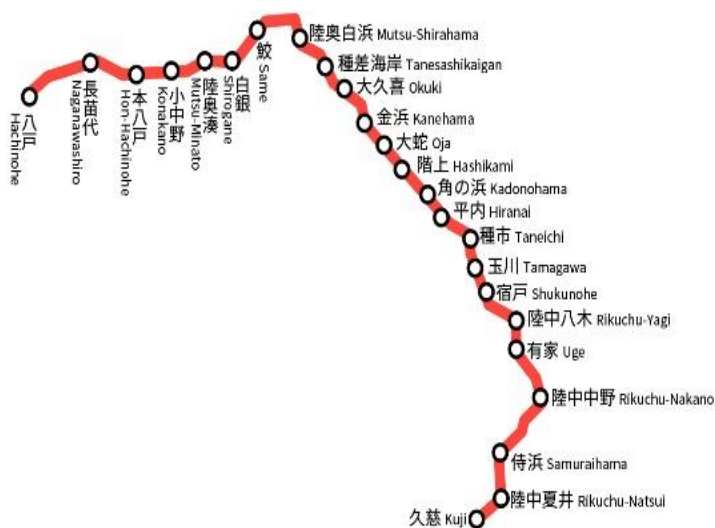 八戸 Hachinohe
長苗代 Naganawashiro
本八戸 Hon-Hachinohe
小中野 Konakano
陸奥湊 Mutsu-Minato
白銀 Shirogane
鮫 Same
陸奥白浜 Mutsu-Shirahama
種差海岸 Tanesashikaigan
大久喜 Okuki
金浜 Kanehama
大蛇 Oja
階上 Hashikami
角の浜 Kadonohama
平内 Hiranai
種市 Taneichi
玉川 Tamagawa
宿戸 Shukunohe
陸中八木 Rikuchu-Yagi
有家 Uge
陸中中野 Rikuchu-Nakano
侍浜 Samuraihama
陸中夏井 Rikuchu-Natsui
久慈 Kuji